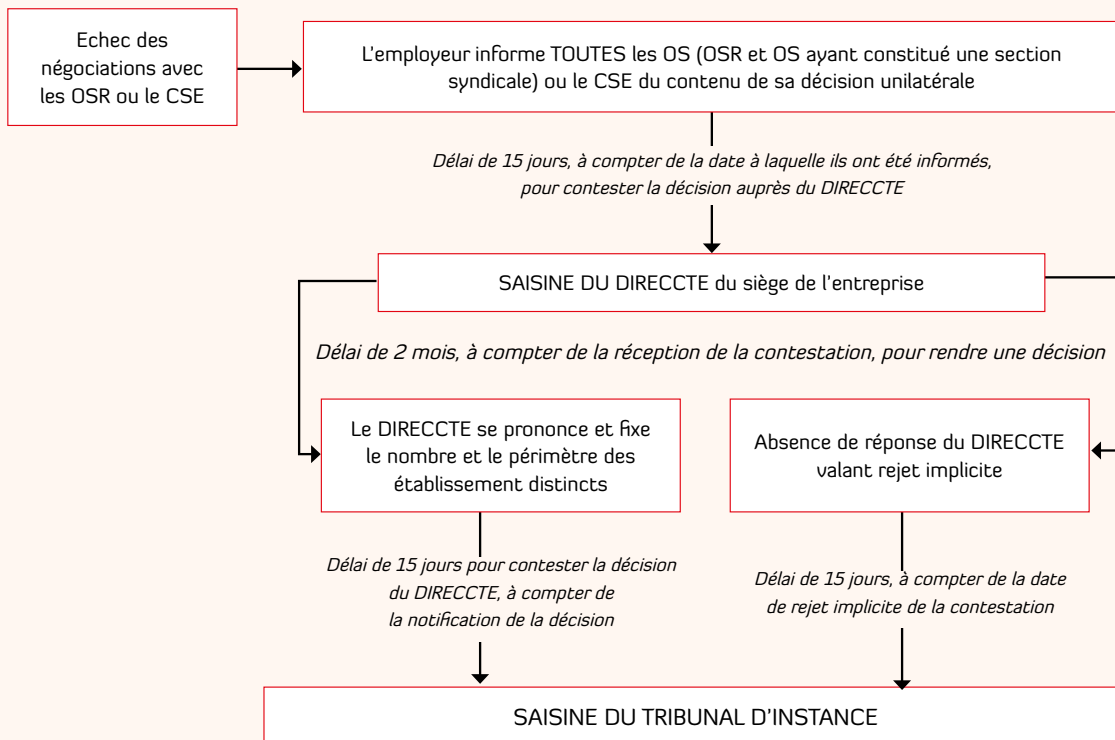 Echec des
négociations avec
les OSR ou le CSE
L'employeur informe TOUTES les OS (OSR et OS ayant constitué une section
syndicale) ou le CSE du contenu de sa décision unilatérale
Délai de 15 jours, à compter de la date à laquelle ils ont été informés,
pour contester la décision auprès du DIRECCTE
SAISINE DU DIRECCTE du siège de l'entreprise
Délai de 2 mois, à compter de la réception de la contestation, pour rendre une décision
Le DIRECCTE se prononce et fixe
le nombre et le périmètre des
établissement distincts
Absence de réponse du DIRECCTE
valant rejet implicite
Délai de 15 jours pour contester la décision
du DIRECCTE, à compter de
la notification de la décision
Délai de 15 jours, à compter de la date
de rejet implicite de la contestation
SAISINE DU TRIBUNAL D'INSTANCE